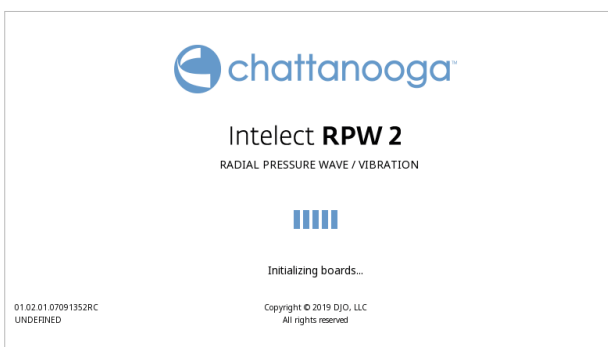 chattanooga™
Intelect RPW 2
RADIAL PRESSURE WAVE / VIBRATION
Initializing boards...
01.02.01.07091352RC
UNDEFINED
Copyright © 2019 DJO, LLC
All rights reserved